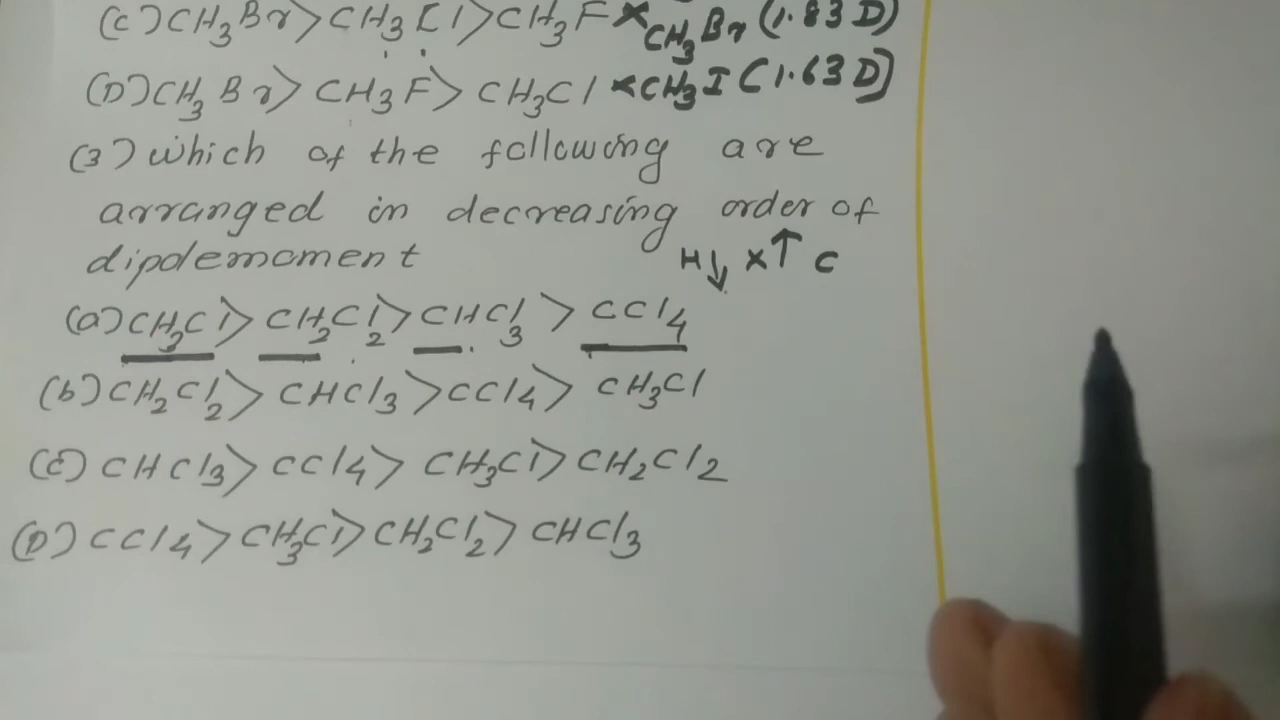 (C) CH3Br > CH3Cl > CH3F × CH3Br (1.83 D)
(D) CH3Br > CH3F > CH3Cl × CH3I (1.63 D)
(3) which of the following are
arranged in decreasing order of
dipolemoment H↓ X↑ C
(a) CH3Cl > CH2Cl2 > CHCl3 > CCl4
(b) CH2Cl2 > CHCl3 > CCl4 > CH3Cl
(C) CHCl3 > CCl4 > CH3Cl > CH2Cl2
(D) CCl4 > CH3Cl > CH2Cl2 > CHCl3